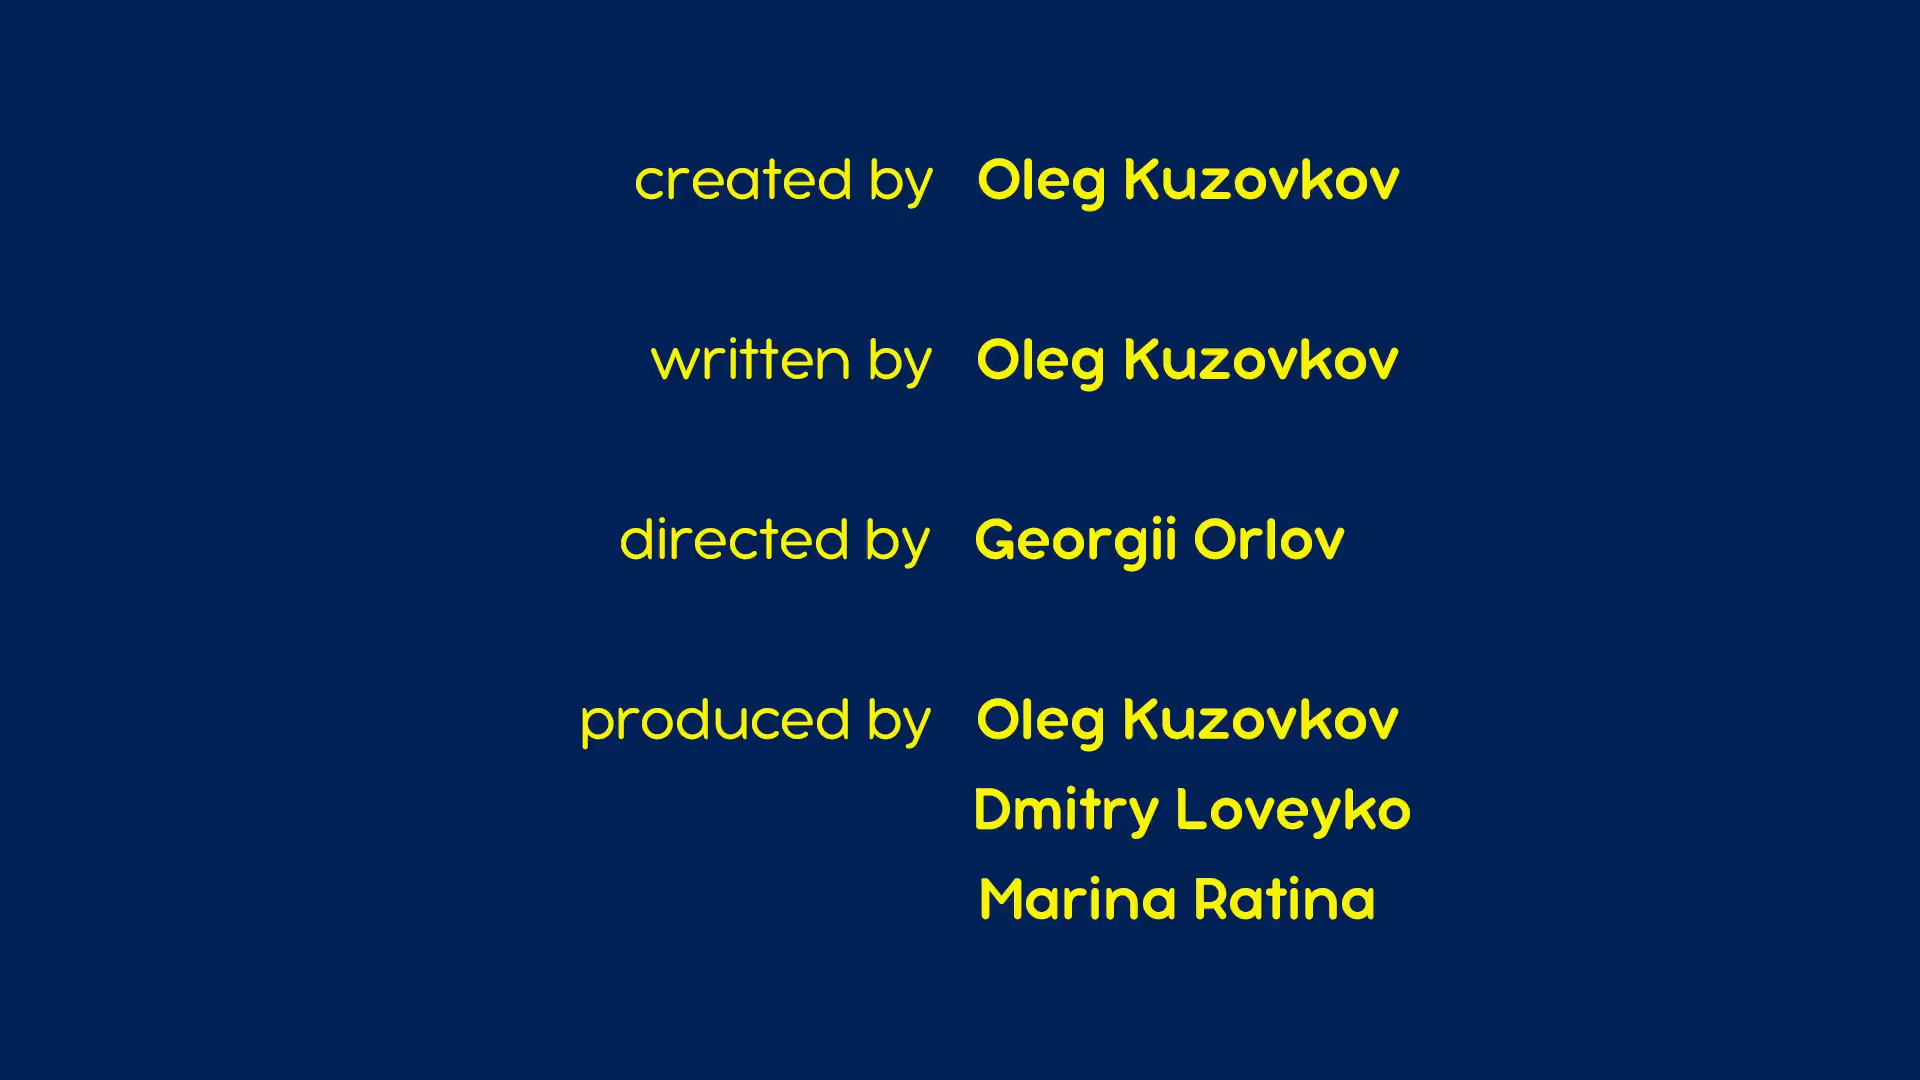 created by Oleg Kuzovkov
written by Oleg Kuzovkov
directed by Georgii Orlov
produced by Oleg Kuzovkov
Dmitry Loveyko
Marina Ratina